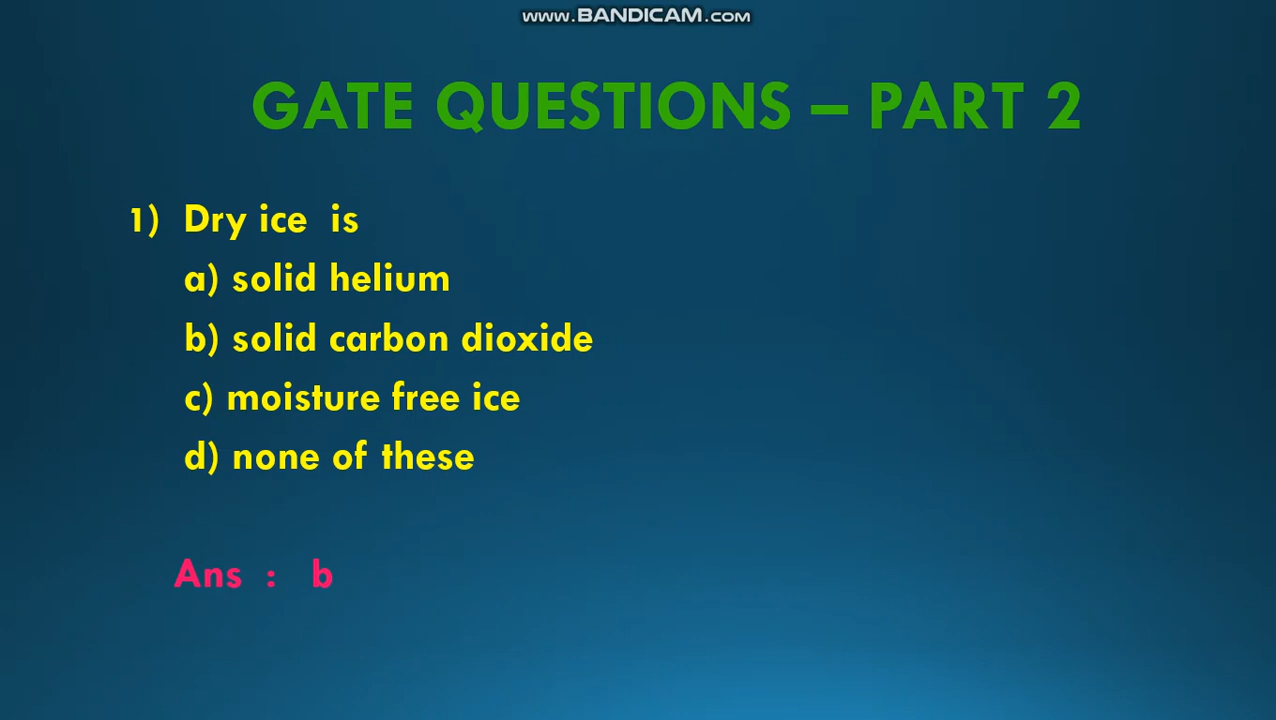 www.BANDICAM.com
GATE QUESTIONS – PART 2
1) Dry ice is
a) solid helium
b) solid carbon dioxide
c) moisture free ice
d) none of these
Ans : b